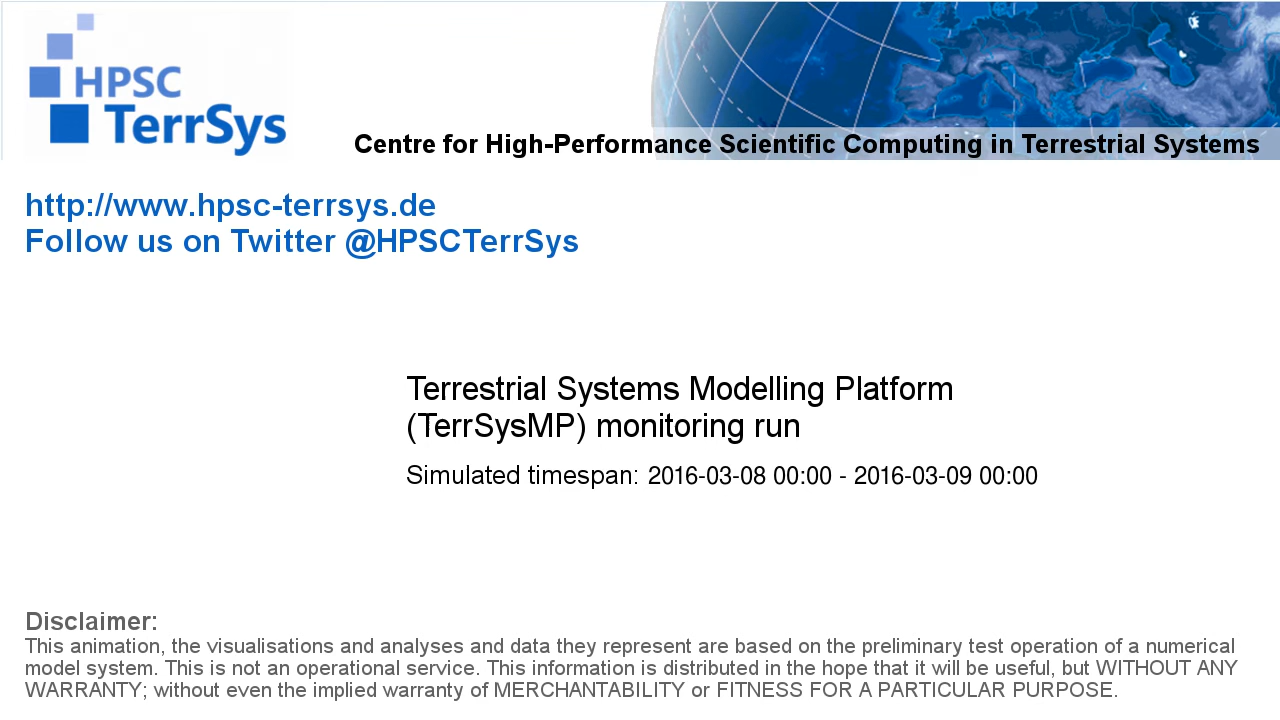 HPSC
TerrSys
Centre for High-Performance Scientific Computing in Terrestrial Systems
http://www.hpsc-terrsys.de
Follow us on Twitter @HPSCTerrSys
Terrestrial Systems Modelling Platform
(TerrSysMP) monitoring run
Simulated timespan: 2016-03-08 00:00 - 2016-03-09 00:00
Disclaimer:
This animation, the visualisations and analyses and data they represent are based on the preliminary test operation of a numerical
model system. This is not an operational service. This information is distributed in the hope that it will be useful, but WITHOUT ANY
WARRANTY; without even the implied warranty of MERCHANTABILITY or FITNESS FOR A PARTICULAR PURPOSE.